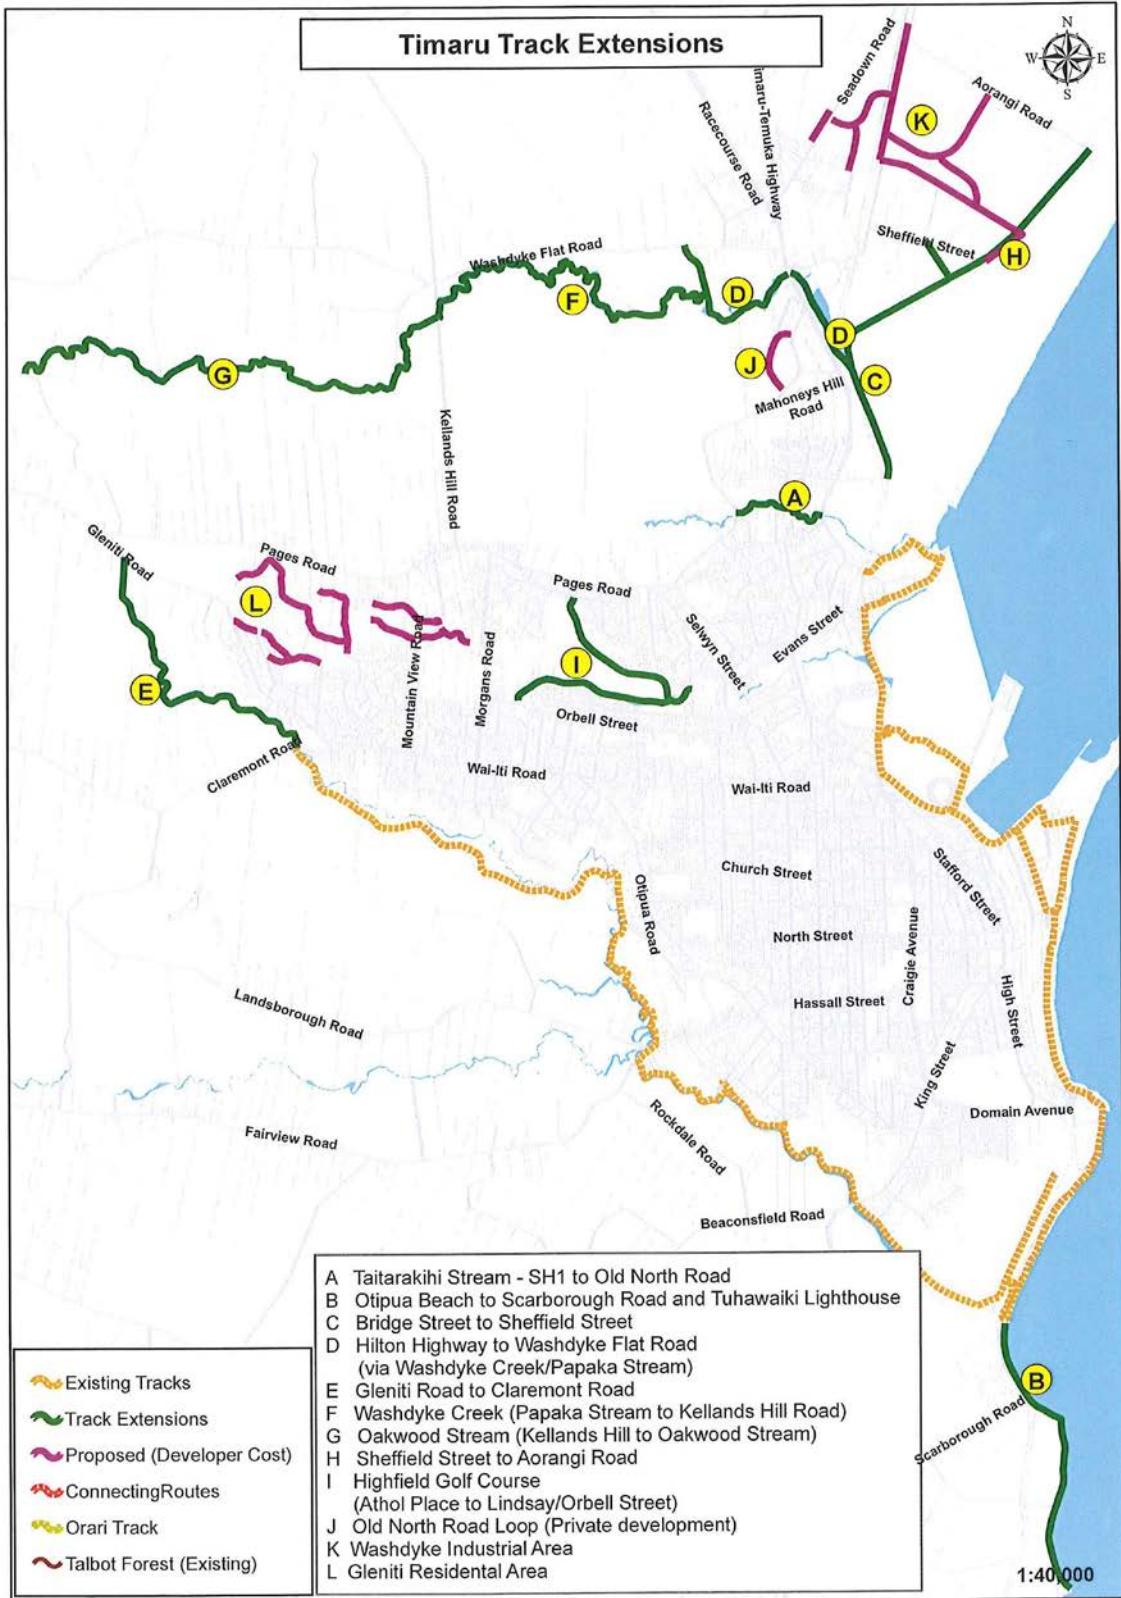 Timaru Track Extensions
N
W E
S
Seadown Road
Aorangi Road
K
imaru-Temuka Highway
Racecourse Road
Sheffield Street
H
Washdyke Flat Road
F
D
D
G
J
C
Mahoneys Hill
Road
Kellands Hill Road
A
Gleniti Road
Pages Road
Pages Road
L
Selwyn Street
Evans Street
Mountain View Road
Morgans Road
I
E
Orbell Street
Claremont Road
Wai-Iti Road
Wai-Iti Road
Church Street
Stafford Street
Otipua Road
North Street
Craigie Avenue
Hassall Street
High Street
Landsborough Road
King Street
Domain Avenue
Fairview Road
Rockdale Road
Beaconsfield Road
B
Scarborough Road
A Taitarakihi Stream - SH1 to Old North Road
B Otipua Beach to Scarborough Road and Tuhawaiki Lighthouse
C Bridge Street to Sheffield Street
D Hilton Highway to Washdyke Flat Road
(via Washdyke Creek/Papaka Stream)
E Gleniti Road to Claremont Road
F Washdyke Creek (Papaka Stream to Kellands Hill Road)
G Oakwood Stream (Kellands Hill to Oakwood Stream)
H Sheffield Street to Aorangi Road
I Highfield Golf Course
(Athol Place to Lindsay/Orbell Street)
J Old North Road Loop (Private development)
K Washdyke Industrial Area
L Gleniti Residental Area
Existing Tracks
Track Extensions
Proposed (Developer Cost)
ConnectingRoutes
Orari Track
Talbot Forest (Existing)
1:40,000